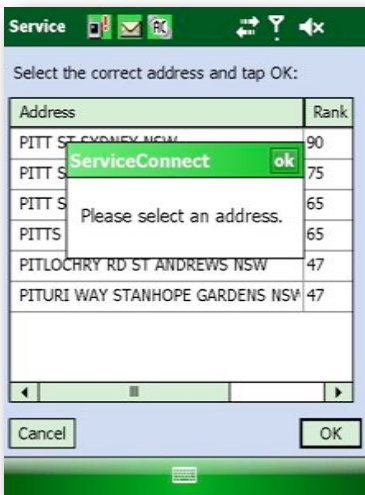 Service
Select the correct address and tap OK:
Address Rank
PITT ST SYDNEY NSW 90
PITT S 75
PITT S 65
PITTS 65
PITLOCHRY RD ST ANDREWS NSW 47
PITURI WAY STANHOPE GARDENS NSW 47
ServiceConnect ok
Please select an address.
Cancel OK